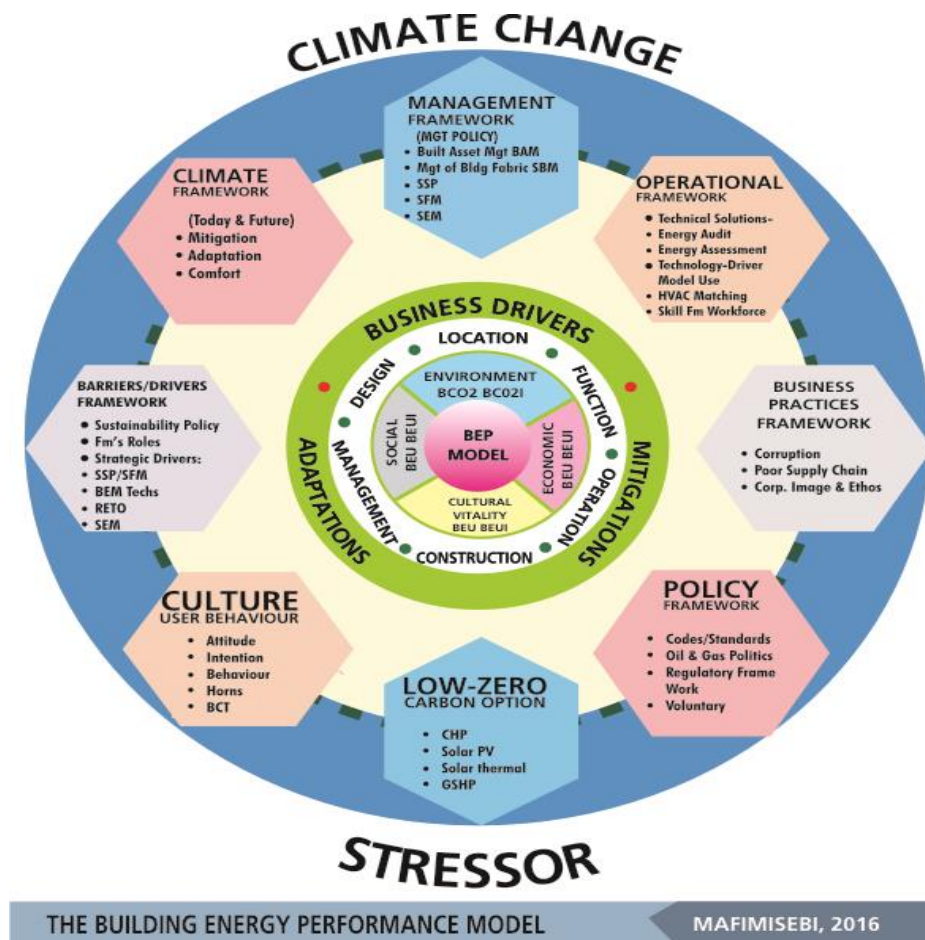 CLIMATE CHANGE
MANAGEMENT
FRAMEWORK
(MGT POLICY)
• Built Asset Mgt BAM
• Mgt of Bldg Fabric SBM
• SSP
• SFM
• SEM
CLIMATE
FRAMEWORK
(Today & Future)
• Mitigation
• Adaptation
• Comfort
OPERATIONAL
FRAMEWORK
• Technical Solutions-
• Energy Audit
• Energy Assessment
• Technology-Driver
Model Use
• HVAC Matching
• Skill Fm Workforce
BARRIERS/DRIVERS
FRAMEWORK
• Sustainability Policy
• Fm's Roles
• Strategic Drivers:
• SSP/SFM
• BEM Techs
• RETO
• SEM
BUSINESS DRIVERS
MITIGATIONS
ADAPTATIONS
LOCATION
FUNCTION
OPERATION
CONSTRUCTION
MANAGEMENT
DESIGN
ENVIRONMENT
BCO2 BC02I
SOCIAL
BEU BEUI
BEP
MODEL
ECONOMIC
BEU BEUI
CULTURAL
VITALITY
BEU BEUI
BUSINESS
PRACTICES
FRAMEWORK
• Corruption
• Poor Supply Chain
• Corp. Image & Ethos
CULTURE
USER BEHAVIOUR
• Attitude
• Intention
• Behaviour
• Horns
• BCT
LOW-ZERO
CARBON OPTION
• CHP
• Solar PV
• Solar thermal
• GSHP
POLICY
FRAMEWORK
• Codes/Standards
• Oil & Gas Politics
• Regulatory Frame
Work
• Voluntary
STRESSOR
THE BUILDING ENERGY PERFORMANCE MODEL
MAFIMISEBI, 2016